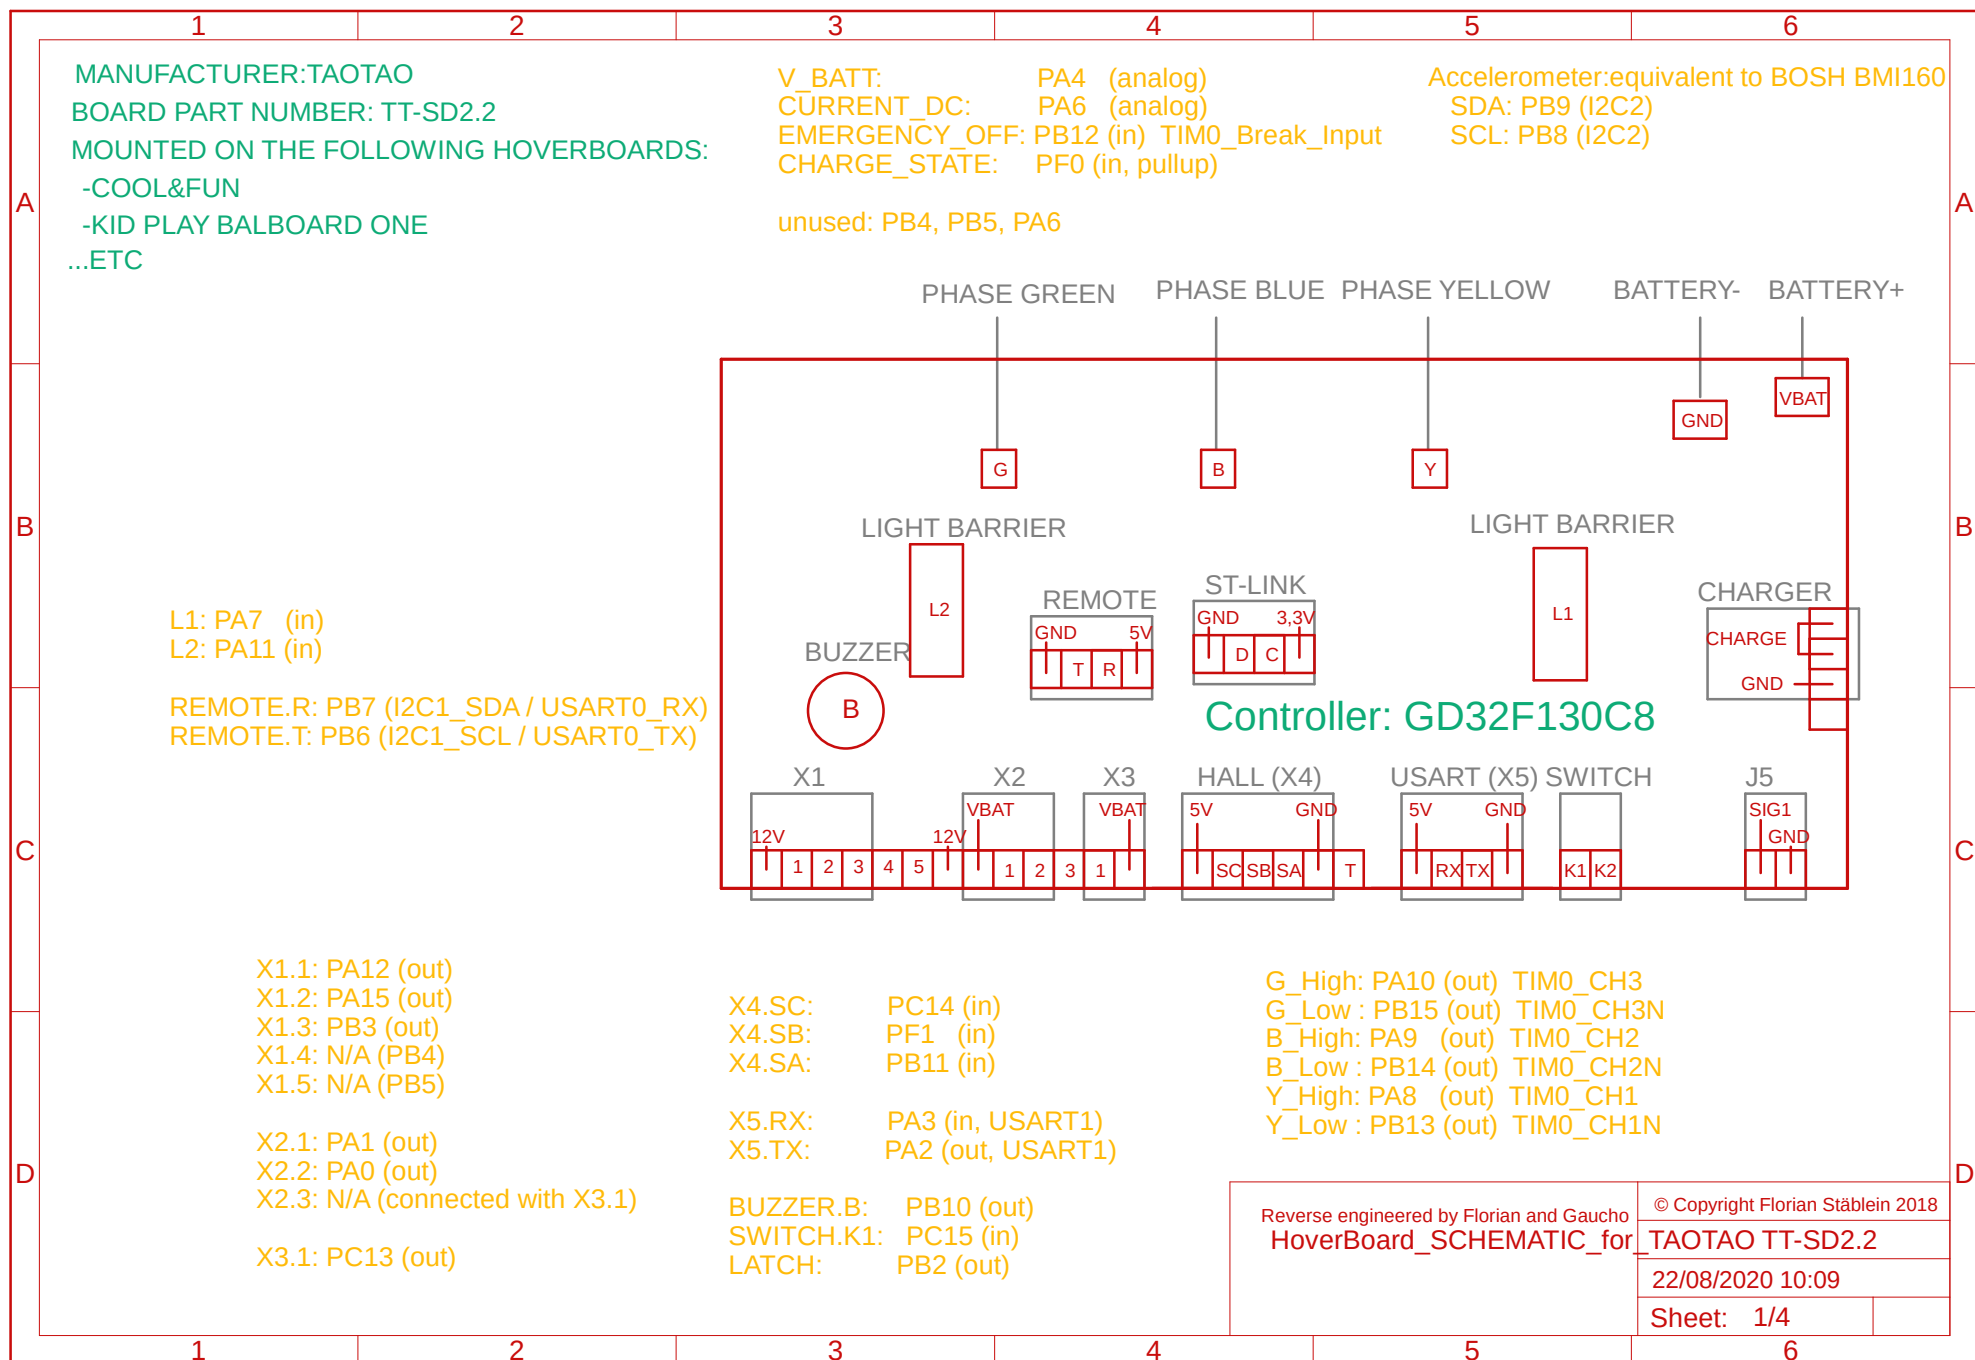 1 2 3 4 5 6
MANUFACTURER:TAOTAO
BOARD PART NUMBER: TT-SD2.2
MOUNTED ON THE FOLLOWING HOVERBOARDS:
-COOL&FUN
-KID PLAY BALBOARD ONE
...ETC
V_BATT: PA4 (analog)
CURRENT_DC: PA6 (analog)
EMERGENCY_OFF: PB12 (in) TIM0_Break_Input
CHARGE_STATE: PF0 (in, pullup)
unused: PB4, PB5, PA6
Accelerometer:equivalent to BOSH BMI160
SDA: PB9 (I2C2)
SCL: PB8 (I2C2)
A A
PHASE GREEN PHASE BLUE PHASE YELLOW BATTERY- BATTERY+
VBAT
GND
G B Y
B B
LIGHT BARRIER LIGHT BARRIER
L2 L1
REMOTE
GND 5V
T R
ST-LINK
GND 3,3V
D C
CHARGER
CHARGE
GND
BUZZER
B
L1: PA7 (in)
L2: PA11 (in)
REMOTE.R: PB7 (I2C1_SDA / USART0_RX)
REMOTE.T: PB6 (I2C1_SCL / USART0_TX)
Controller: GD32F130C8
X1 X2 X3 HALL (X4) USART (X5) SWITCH J5
VBAT VBAT 5V GND 5V GND SIG1
12V 12V GND
1 2 3 4 5 1 2 3 1 SC SB SA T RX TX K1 K2
C C
X1.1: PA12 (out)
X1.2: PA15 (out)
X1.3: PB3 (out)
X1.4: N/A (PB4)
X1.5: N/A (PB5)
X2.1: PA1 (out)
X2.2: PA0 (out)
X2.3: N/A (connected with X3.1)
X3.1: PC13 (out)
X4.SC: PC14 (in)
X4.SB: PF1 (in)
X4.SA: PB11 (in)
X5.RX: PA3 (in, USART1)
X5.TX: PA2 (out, USART1)
BUZZER.B: PB10 (out)
SWITCH.K1: PC15 (in)
LATCH: PB2 (out)
G_High: PA10 (out) TIM0_CH3
G_Low : PB15 (out) TIM0_CH3N
B_High: PA9 (out) TIM0_CH2
B_Low : PB14 (out) TIM0_CH2N
Y_High: PA8 (out) TIM0_CH1
Y_Low : PB13 (out) TIM0_CH1N
D D
Reverse engineered by Florian and Gaucho
© Copyright Florian Stäblein 2018
HoverBoard_SCHEMATIC_for_TAOTAO TT-SD2.2
22/08/2020 10:09
Sheet: 1/4
1 2 3 4 5 6